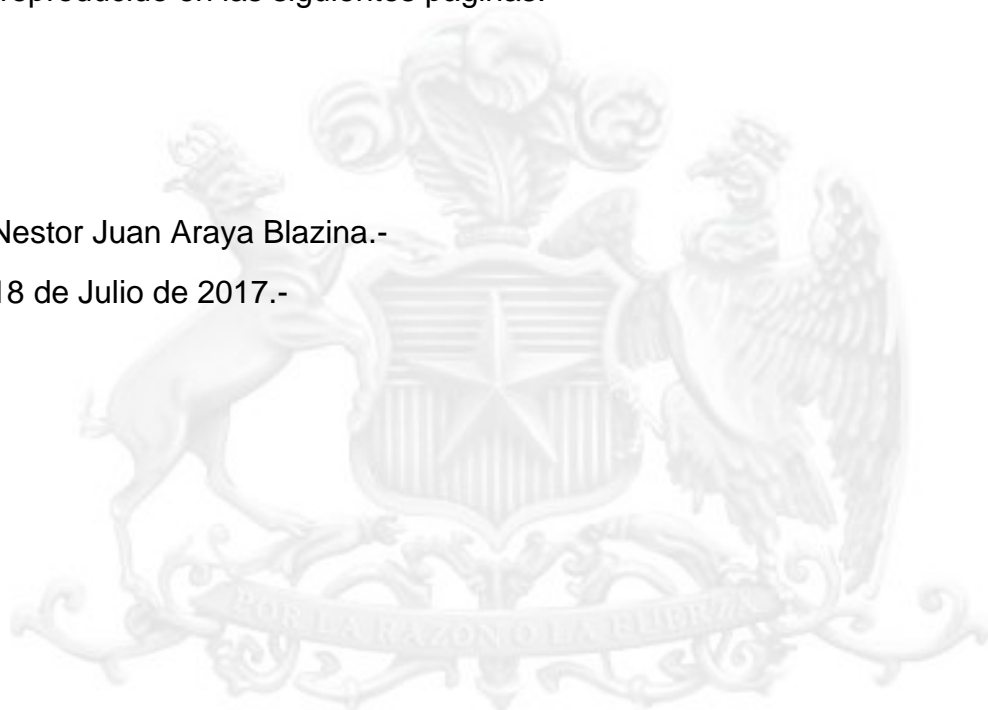 reproducido en las siguientes páginas.
Nestor Juan Araya Blazina.-
18 de Julio de 2017.-
POR LA RAZON O LA FUERZA